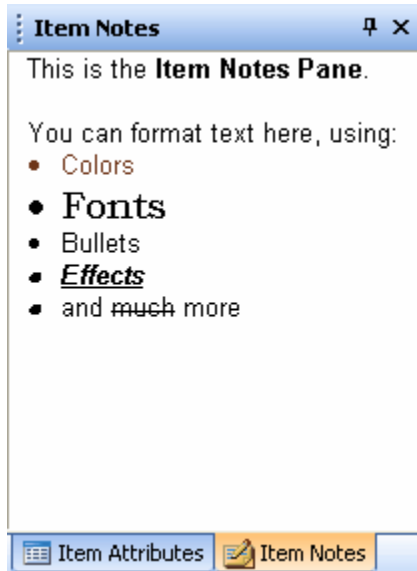 Item Notes
This is the Item Notes Pane.
You can format text here, using:
• Colors
• Fonts
• Bullets
• Effects
• and much more
Item Attributes Item Notes